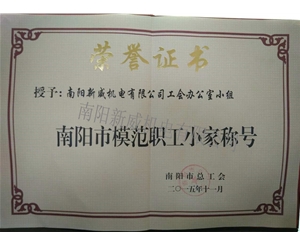 荣誉证书
授予：南阳新威机电有限公司工会办公室小组
南阳市模范职工小家称号
南阳市总工会
二〇一五年十一月